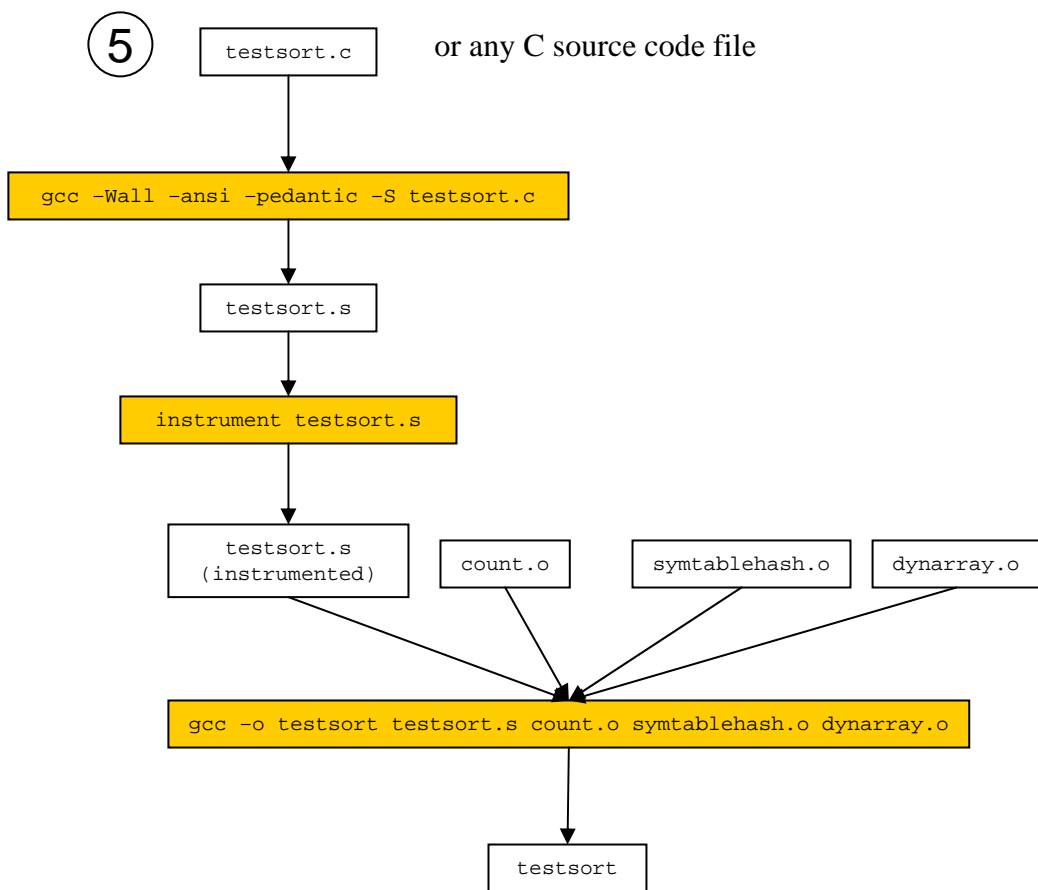 5
testsort.c
or any C source code file
gcc –Wall -ansi -pedantic –S testsort.c
testsort.s
instrument testsort.s
testsort.s
(instrumented)
count.o
symtablehash.o
dynarray.o
gcc –o testsort testsort.s count.o symtablehash.o dynarray.o
testsort